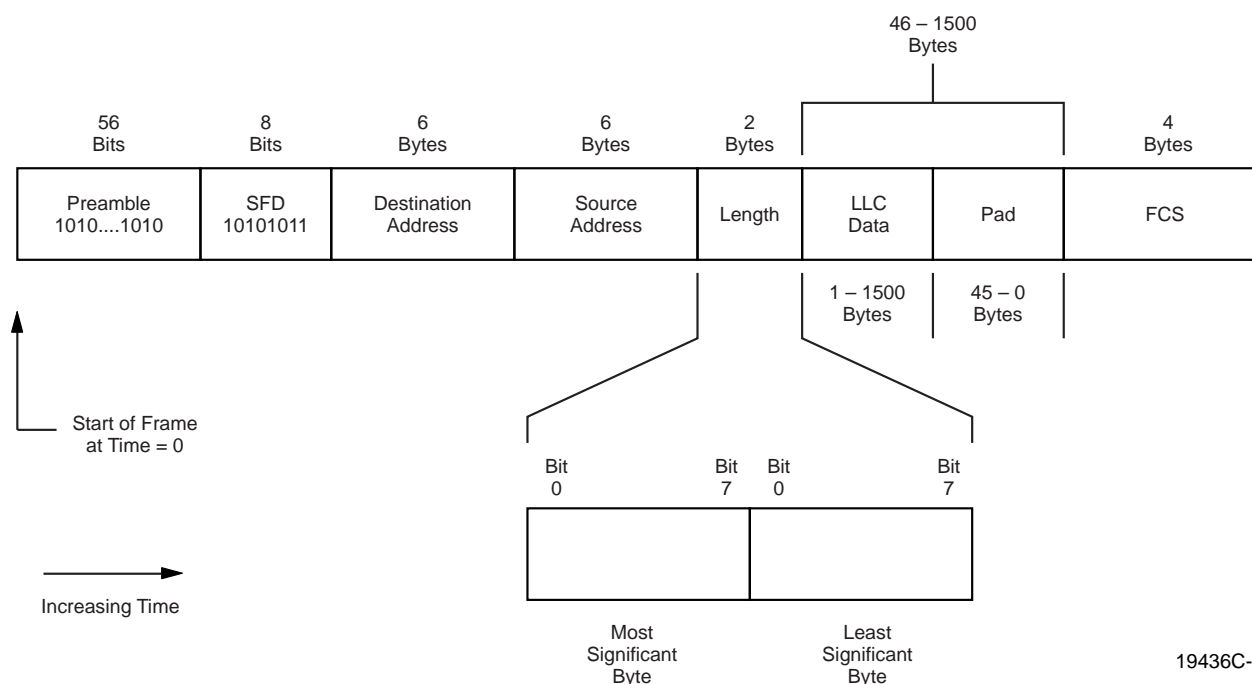 46 – 1500
Bytes
56
Bits
8
Bits
6
Bytes
6
Bytes
2
Bytes
4
Bytes
Preamble
1010....1010
SFD
10101011
Destination
Address
Source
Address
Length
LLC
Data
Pad
FCS
1 – 1500
Bytes
45 – 0
Bytes
Start of Frame
at Time = 0
Bit
0
Bit
7
Bit
0
Bit
7
Increasing Time
Most
Significant
Byte
Least
Significant
Byte
19436C-